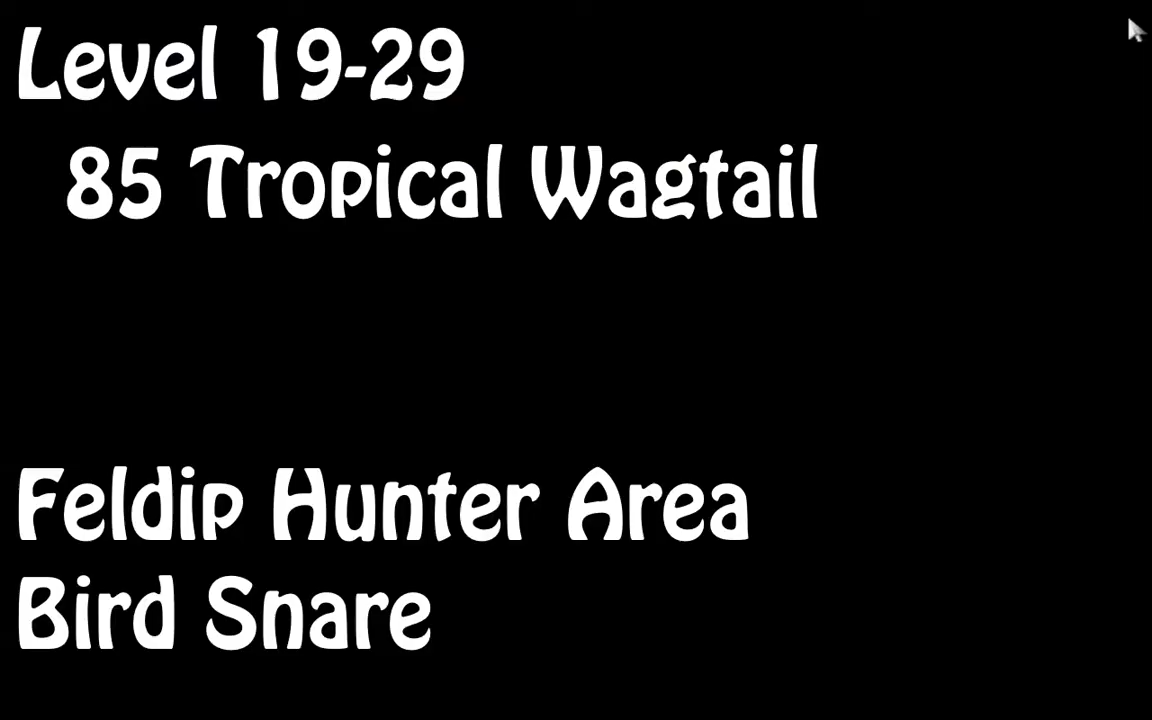 Level 19-29
85 Tropical Wagtail
Feldip Hunter Area
Bird Snare